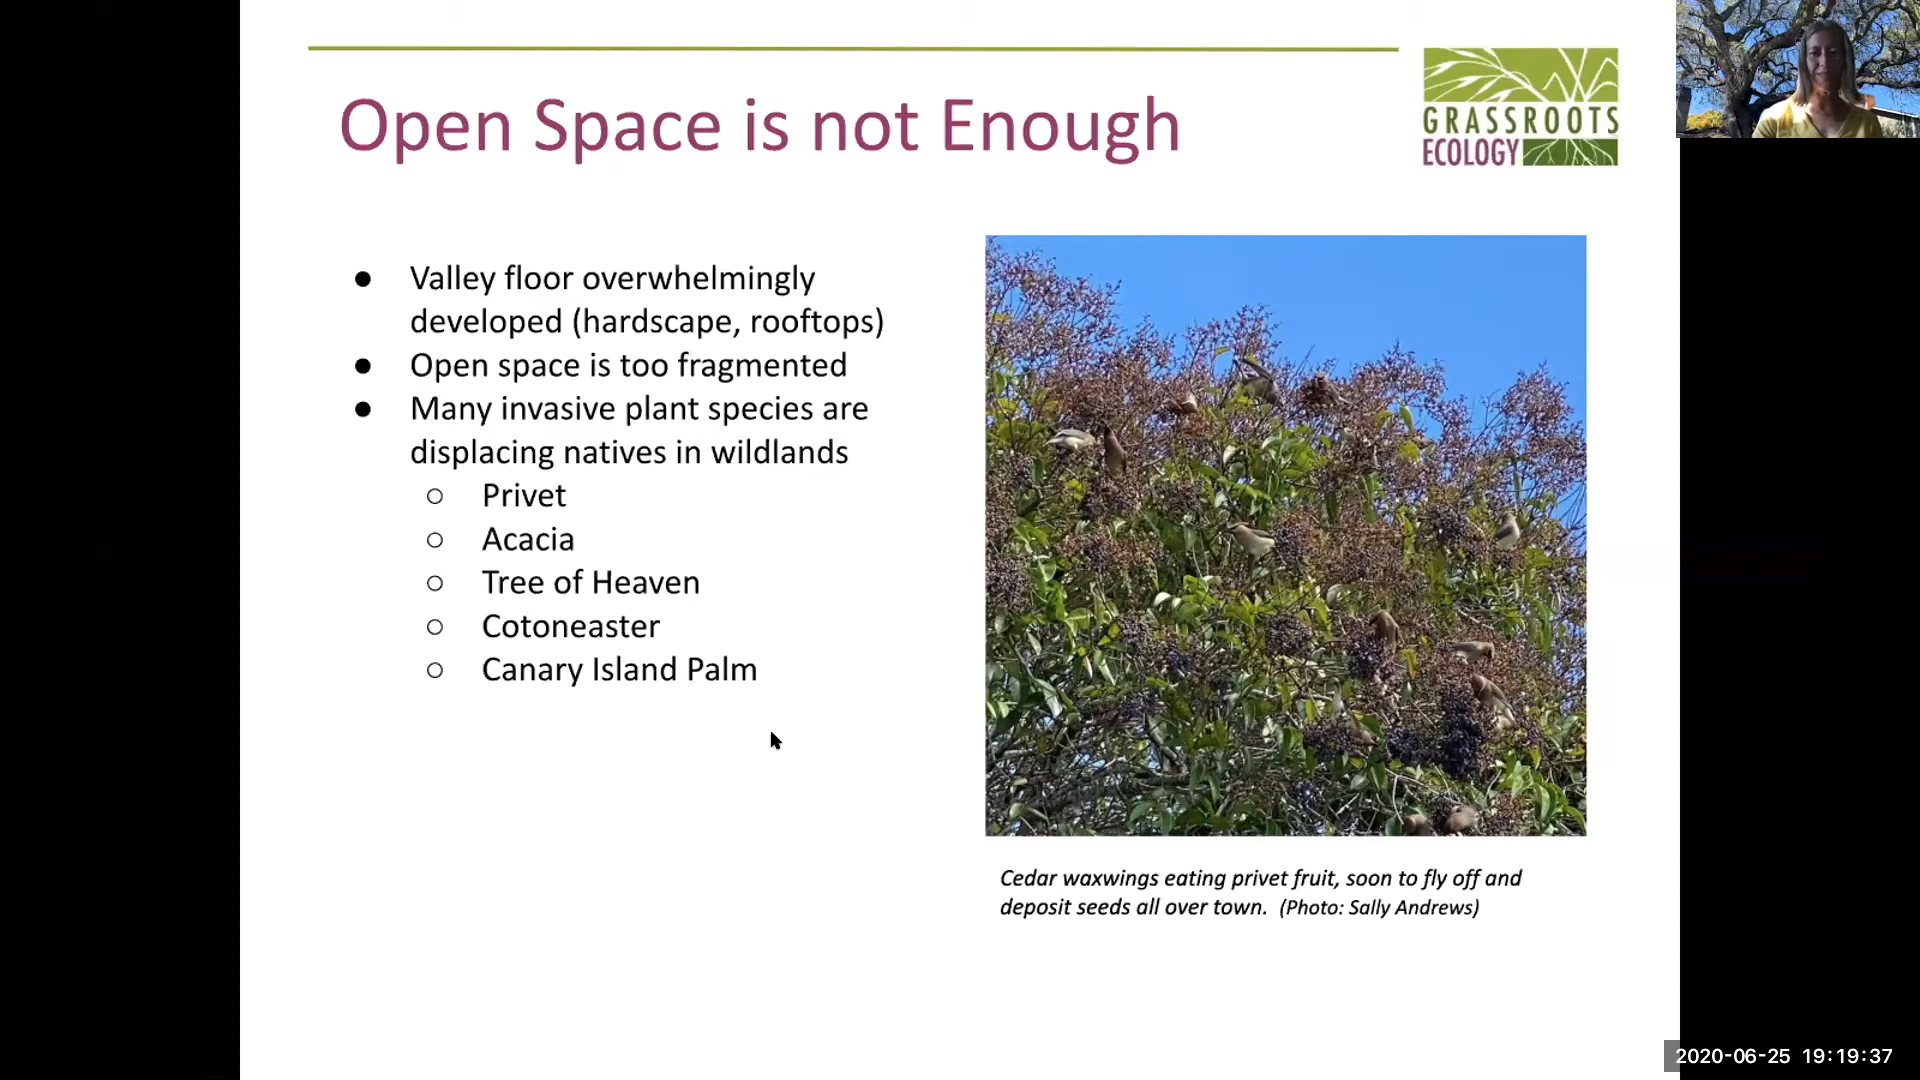 Open Space is not Enough
GRASSROOTS
ECOLOGY
● Valley floor overwhelmingly
developed (hardscape, rooftops)
● Open space is too fragmented
● Many invasive plant species are
displacing natives in wildlands
○ Privet
○ Acacia
○ Tree of Heaven
○ Cotoneaster
○ Canary Island Palm
Cedar waxwings eating privet fruit, soon to fly off and
deposit seeds all over town. (Photo: Sally Andrews)
2020-06-25 19:19:37